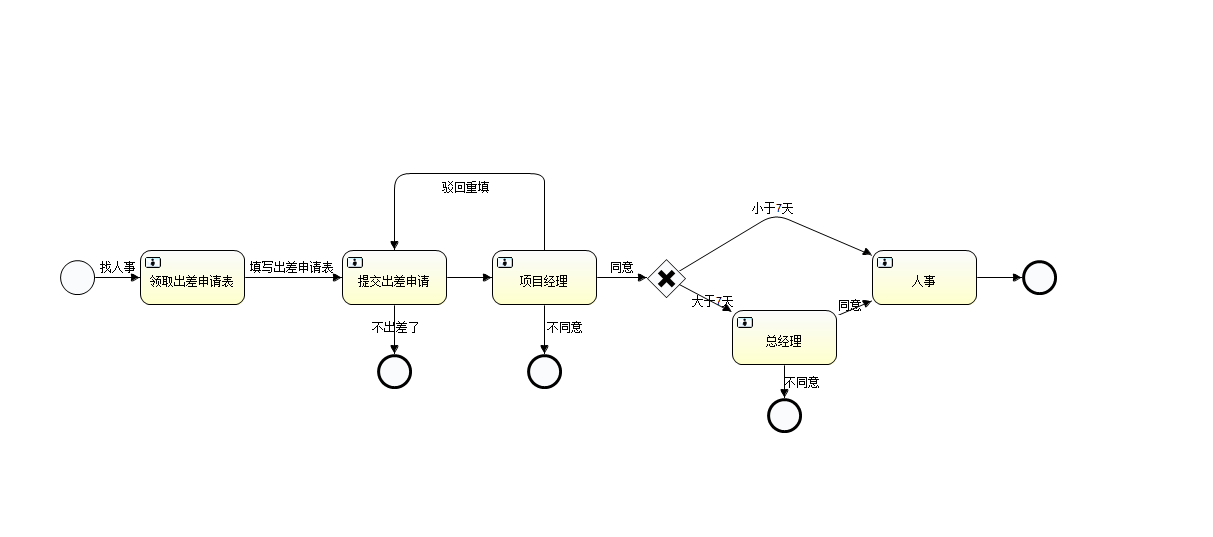 驳回重填
小于7天
找人事
填写出差申请表
同意
领取出差申请表
提交出差申请
项目经理
人事
大于7天
同意
不出差了
不同意
总经理
不同意